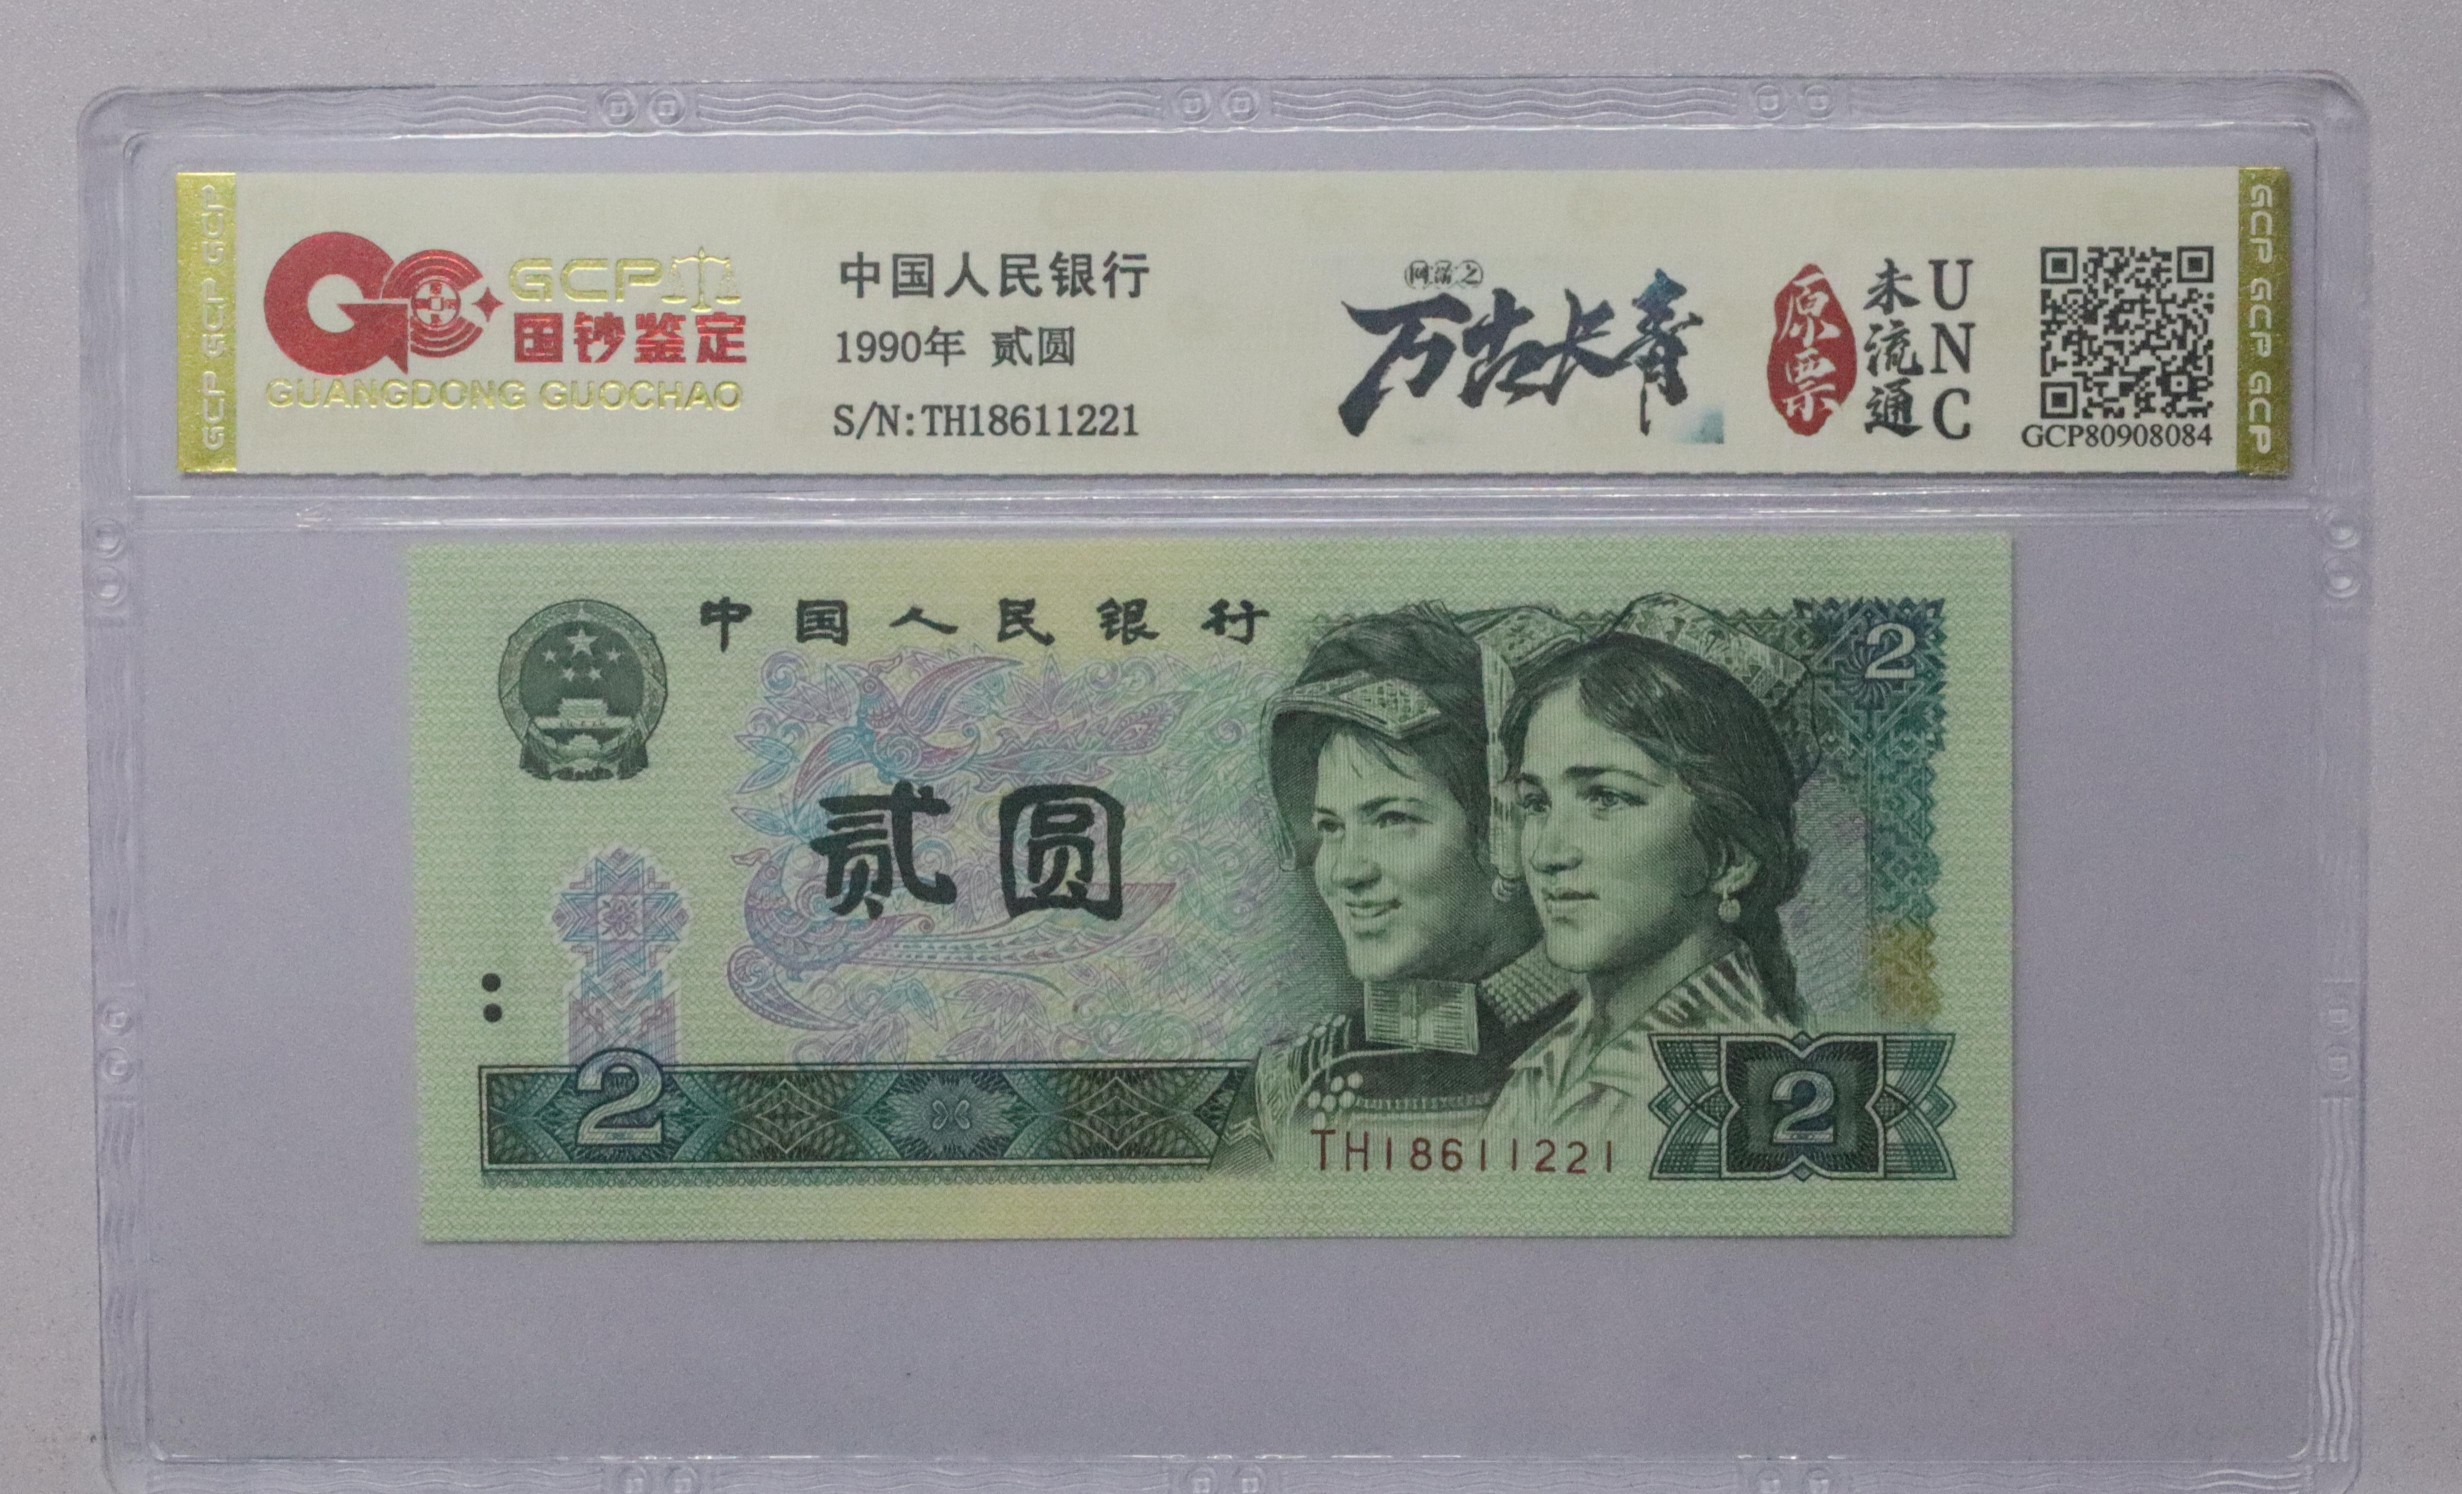 GCP
国钞鉴定
GUANGDONG GUOCHAO
GCP GCP GCP
中国人民银行
1990年 贰圆
S/N:TH18611221
万古长青
原票
未流通
UNC
GCP80908084
GCP GCP GCP
中国人民银行
2
贰圆
2
TH18611221
2